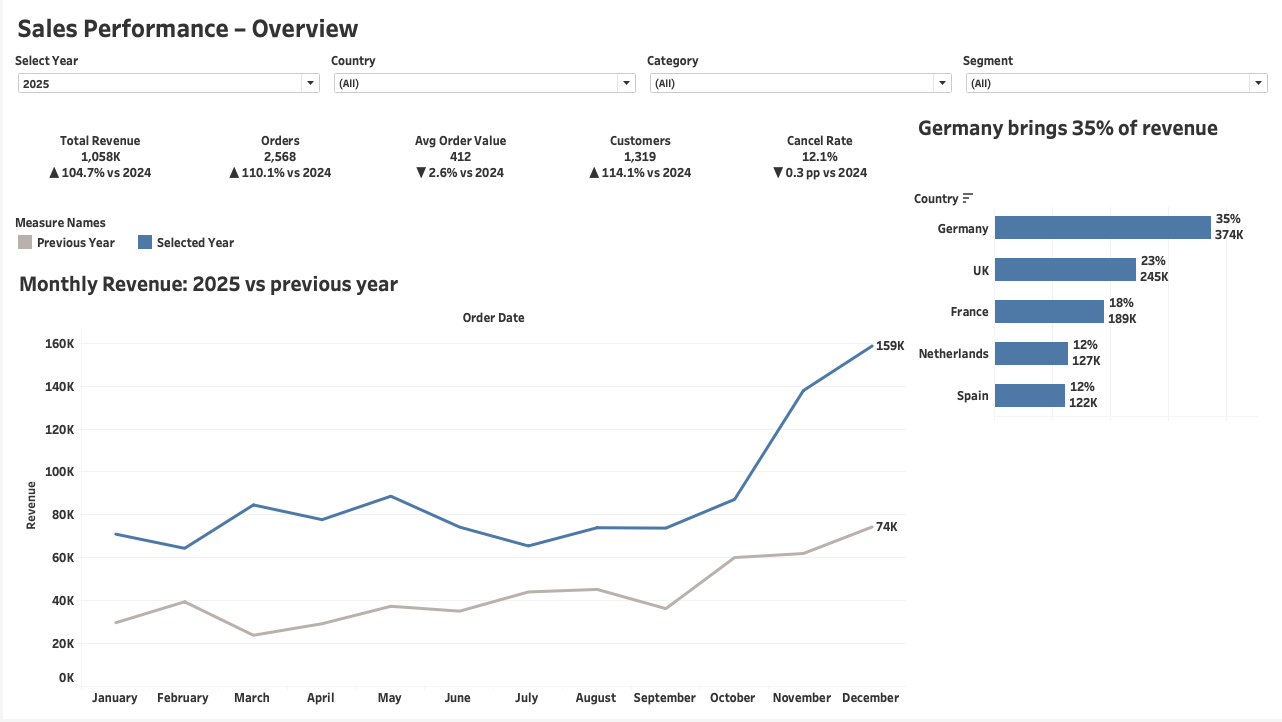 Sales Performance – Overview
Select Year
Country
Category
Segment
2025
(All)
(All)
(All)
Total Revenue
1,058K
▲ 104.7% vs 2024
Orders
2,568
▲ 110.1% vs 2024
Avg Order Value
412
▼ 2.6% vs 2024
Customers
1,319
▲ 114.1% vs 2024
Cancel Rate
12.1%
▼ 0.3 pp vs 2024
Measure Names
Previous Year
Selected Year
Monthly Revenue: 2025 vs previous year
Order Date
Revenue
160K
140K
120K
100K
80K
60K
40K
20K
0K
159K
74K
January
February
March
April
May
June
July
August
September
October
November
December
Germany brings 35% of revenue
Country
Germany
35%
374K
UK
23%
245K
France
18%
189K
Netherlands
12%
127K
Spain
12%
122K